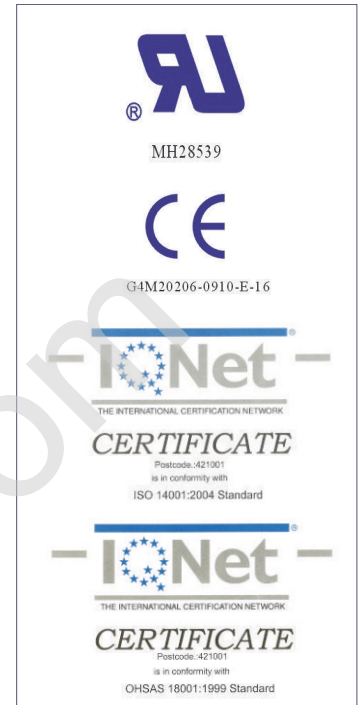 ®
MH28539
CE
G4M20206-0910-E-16
®
IQNet
THE INTERNATIONAL CERTIFICATION NETWORK
CERTIFICATE
Postcode.:421001
is in conformity with
ISO 14001:2004 Standard
®
IQNet
THE INTERNATIONAL CERTIFICATION NETWORK
CERTIFICATE
Postcode.:421001
is in conformity with
OHSAS 18001:1999 Standard